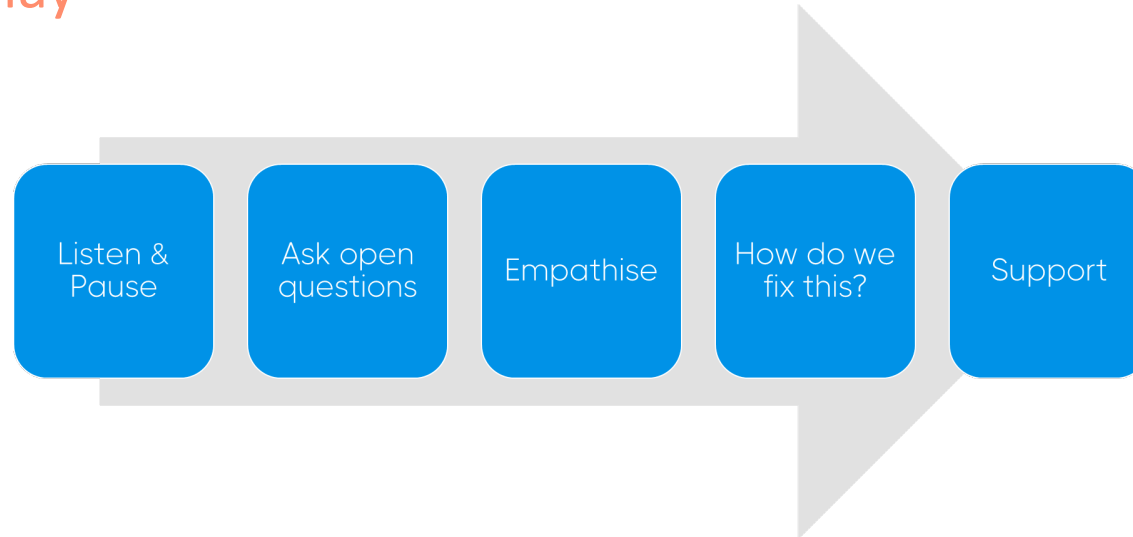 Listen &
Pause
Ask open
questions
Empathise
How do we
fix this?
Support